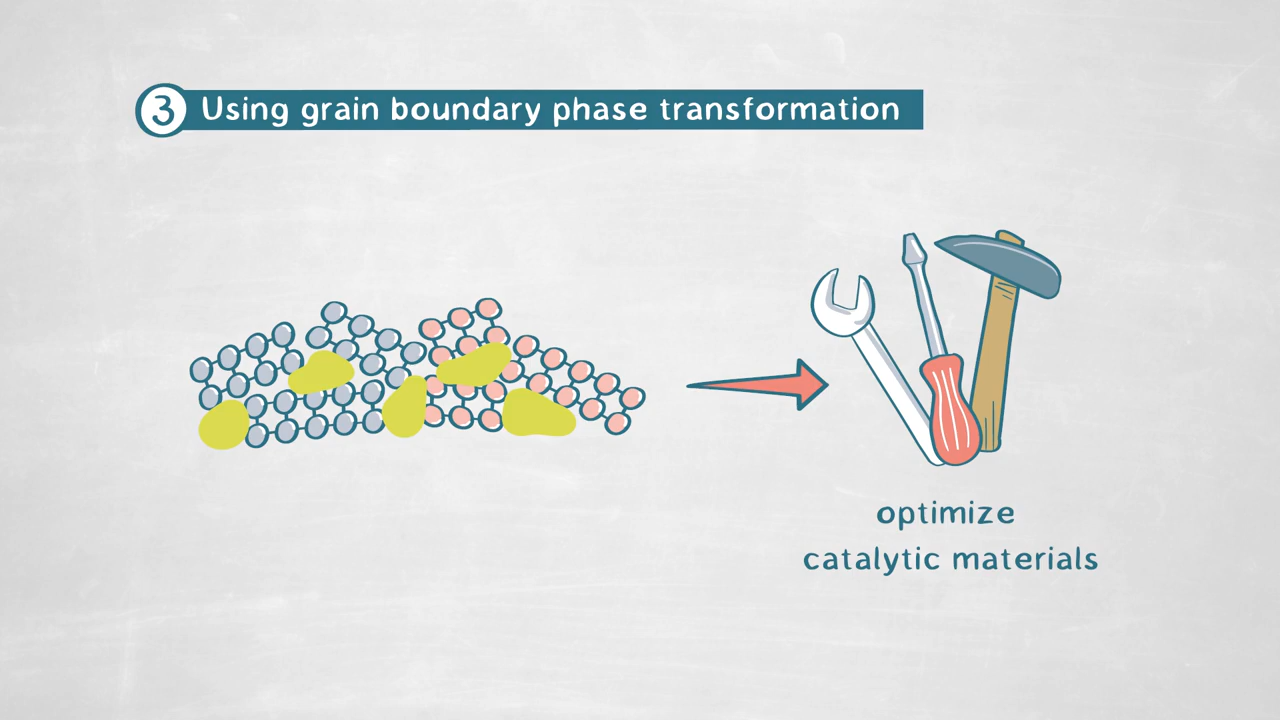 3 Using grain boundary phase transformation
optimize
catalytic materials